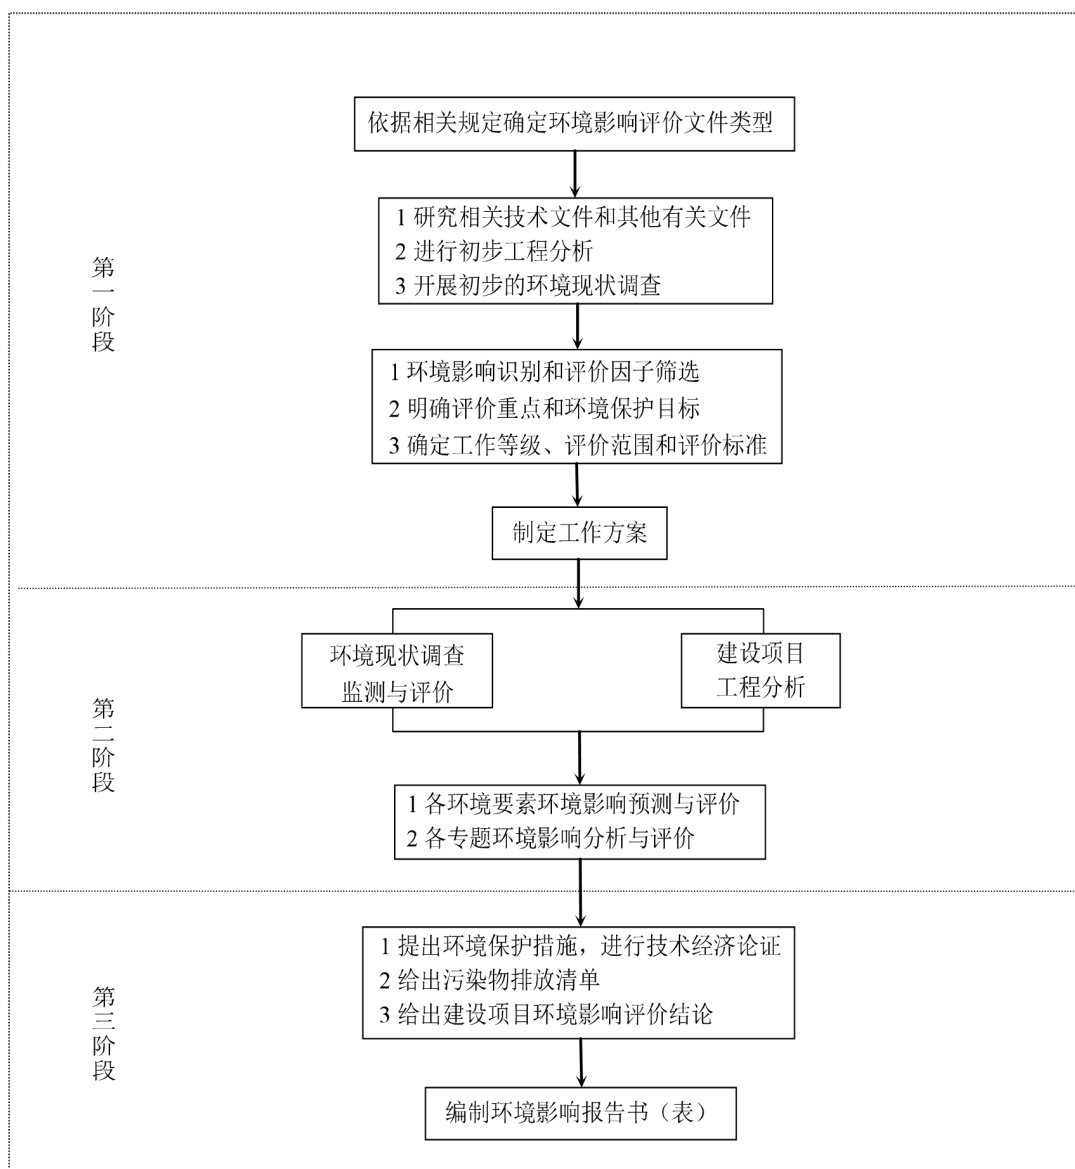 依据相关规定确定环境影响评价文件类型
1 研究相关技术文件和其他有关文件
2 进行初步工程分析
3 开展初步的环境现状调查
第一阶段
1 环境影响识别和评价因子筛选
2 明确评价重点和环境保护目标
3 确定工作等级、评价范围和评价标准
制定工作方案
环境现状调查
监测与评价
建设项目
工程分析
第二阶段
1 各环境要素环境影响预测与评价
2 各专题环境影响分析与评价
1 提出环境保护措施，进行技术经济论证
2 给出污染物排放清单
3 给出建设项目环境影响评价结论
第三阶段
编制环境影响报告书（表）